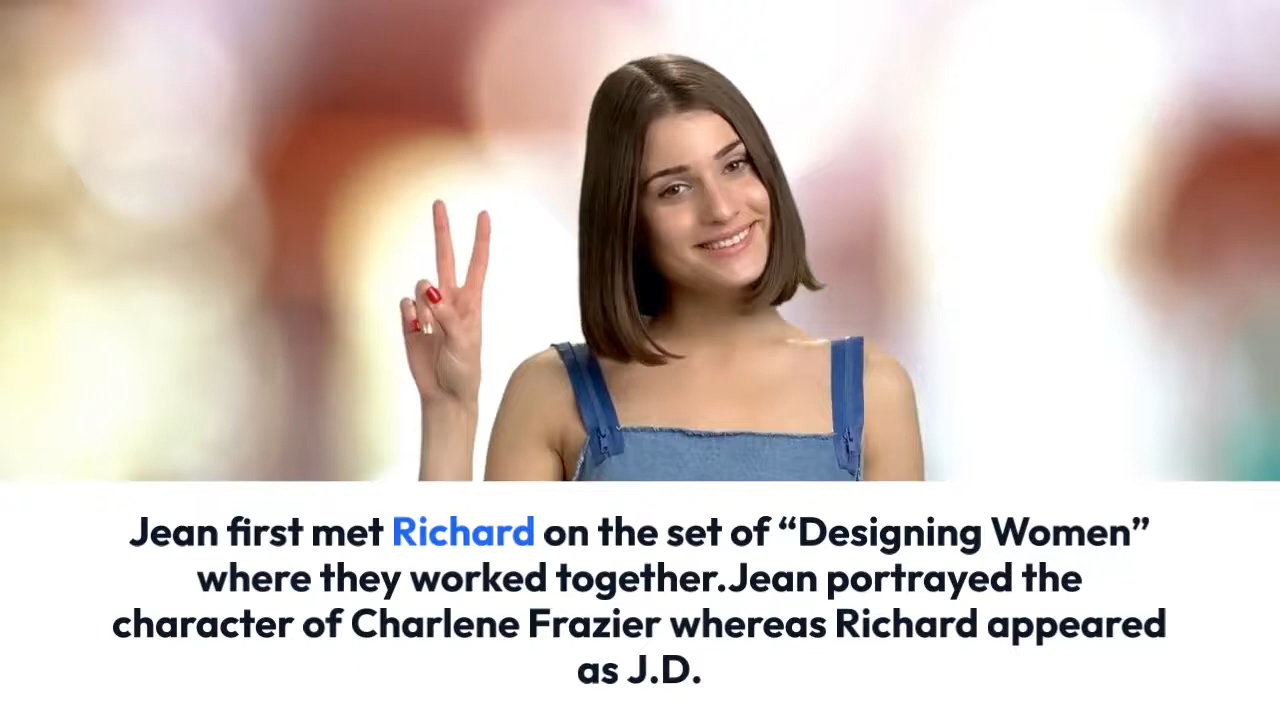 Jean first met Richard on the set of “Designing Women”
where they worked together.Jean portrayed the
character of Charlene Frazier whereas Richard appeared
as J.D.